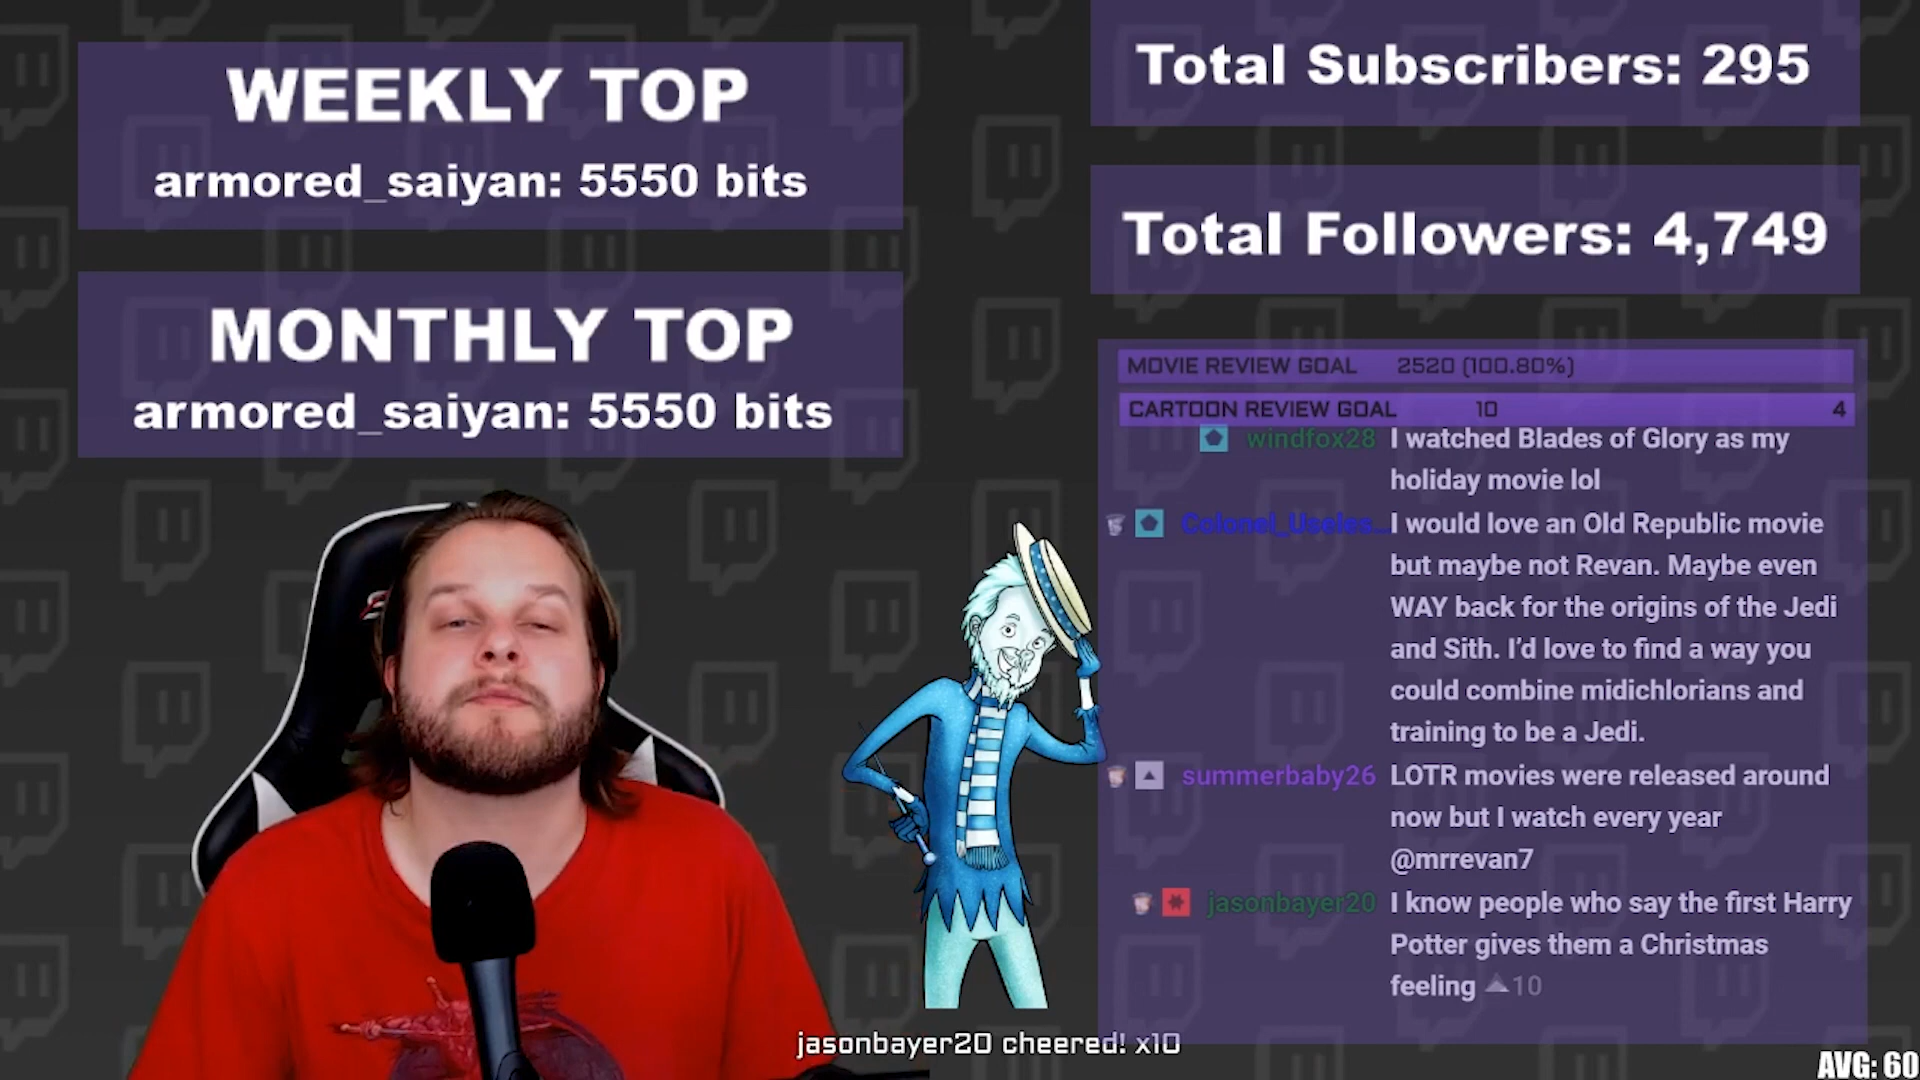 WEEKLY TOP
armored_saiyan: 5550 bits
MONTHLY TOP
armored_saiyan: 5550 bits
Total Subscribers: 295
Total Followers: 4,749
MOVIE REVIEW GOAL 2520 (100.80%)
CARTOON REVIEW GOAL 10 4
windfox28 I watched Blades of Glory as my
holiday movie lol
Colonel_Useles... I would love an Old Republic movie
but maybe not Revan. Maybe even
WAY back for the origins of the Jedi
and Sith. I’d love to find a way you
could combine midichlorians and
training to be a Jedi.
summerbaby26 LOTR movies were released around
now but I watch every year
@mrrevan7
jasonbayer20 I know people who say the first Harry
Potter gives them a Christmas
feeling 10
jasonbayer20 cheered! x10
AVG: 60